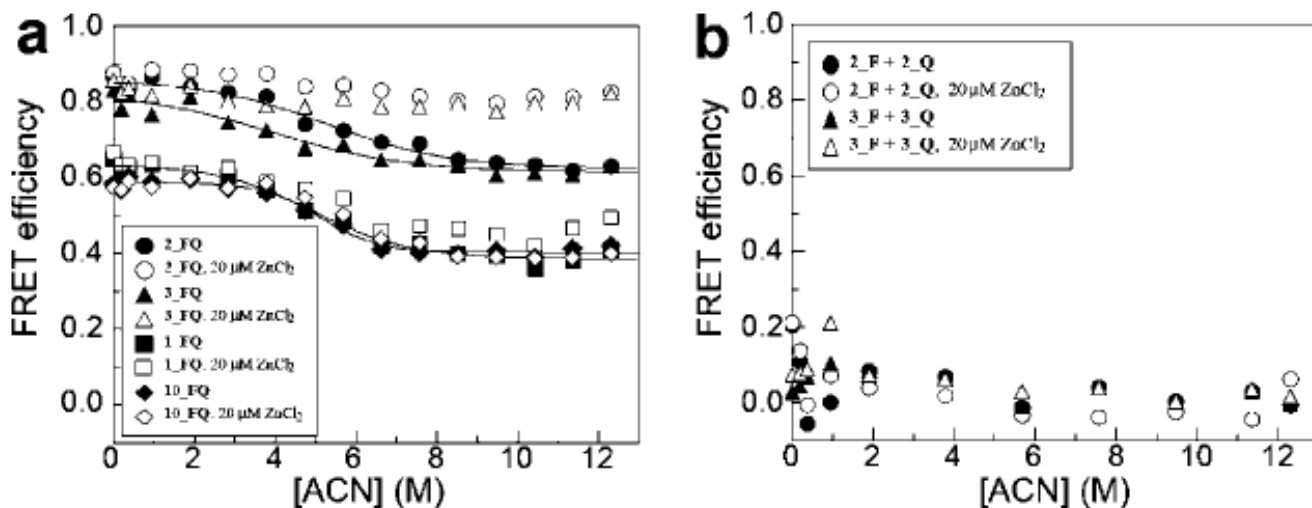 a
1.0
0.8
0.6
0.4
0.2
0.0
FRET efficiency
2_FQ
2_FQ, 20 µM ZnCl2
3_FQ
3_FQ. 20 µM ZnCl2
1_FQ
1_FQ. 20 µM ZnCl2
10_FQ
10_FQ. 20 µM ZnCl2
0 2 4 6 8 10 12
[ACN] (M)
b
1.0
0.8
0.6
0.4
0.2
0.0
FRET efficiency
2_F + 2_Q
2_F + 2_Q, 20 µM ZnCl2
3_F + 3_Q
3_F + 3_Q, 20 µM ZnCl2
0 2 4 6 8 10 12
[ACN] (M)